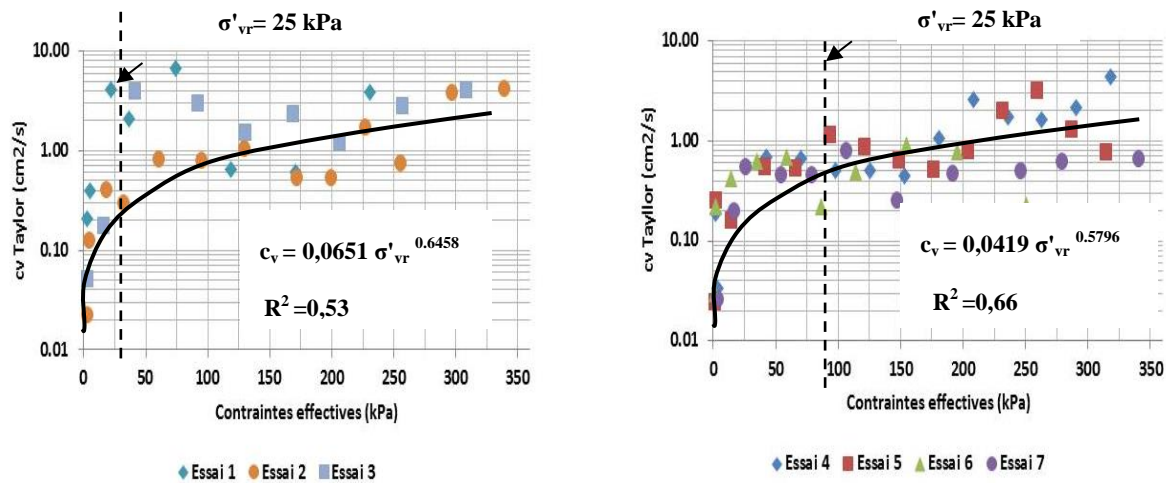 σ'vr= 25 kPa
10.00
1.00
0.10
0.01
cv Tayylor (cm2/s)
cv = 0,0651 σ'vr 0.6458
R2 =0,53
0 50 100 150 200 250 300 350
Contraintes effectives (kPa)
Essai 1 Essai 2 Essai 3
σ'vr= 25 kPa
10.00
1.00
0.10
0.01
cv Tayllor (cm2/s)
cv = 0,0419 σ'vr 0.5796
R2 =0,66
0 50 100 150 200 250 300 350
Contraintes effectives (kPa)
Essai 4 Essai 5 Essai 6 Essai 7